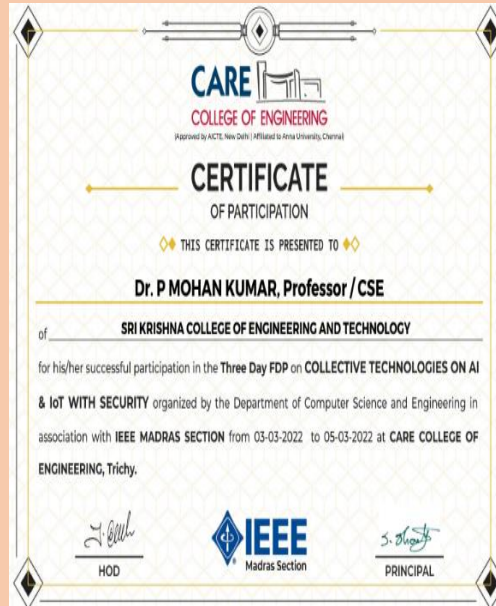 CARE
COLLEGE OF ENGINEERING
(Approved by AICTE, New Delhi | Affiliated to Anna University, Chennai)
CERTIFICATE
OF PARTICIPATION
THIS CERTIFICATE IS PRESENTED TO
Dr. P MOHAN KUMAR, Professor / CSE
of SRI KRISHNA COLLEGE OF ENGINEERING AND TECHNOLOGY
for his/her successful participation in the Three Day FDP on COLLECTIVE TECHNOLOGIES ON AI
& IoT WITH SECURITY organized by the Department of Computer Science and Engineering in
association with IEEE MADRAS SECTION from 03-03-2022 to 05-03-2022 at CARE COLLEGE OF
ENGINEERING, Trichy.
HOD
IEEE
Madras Section
PRINCIPAL